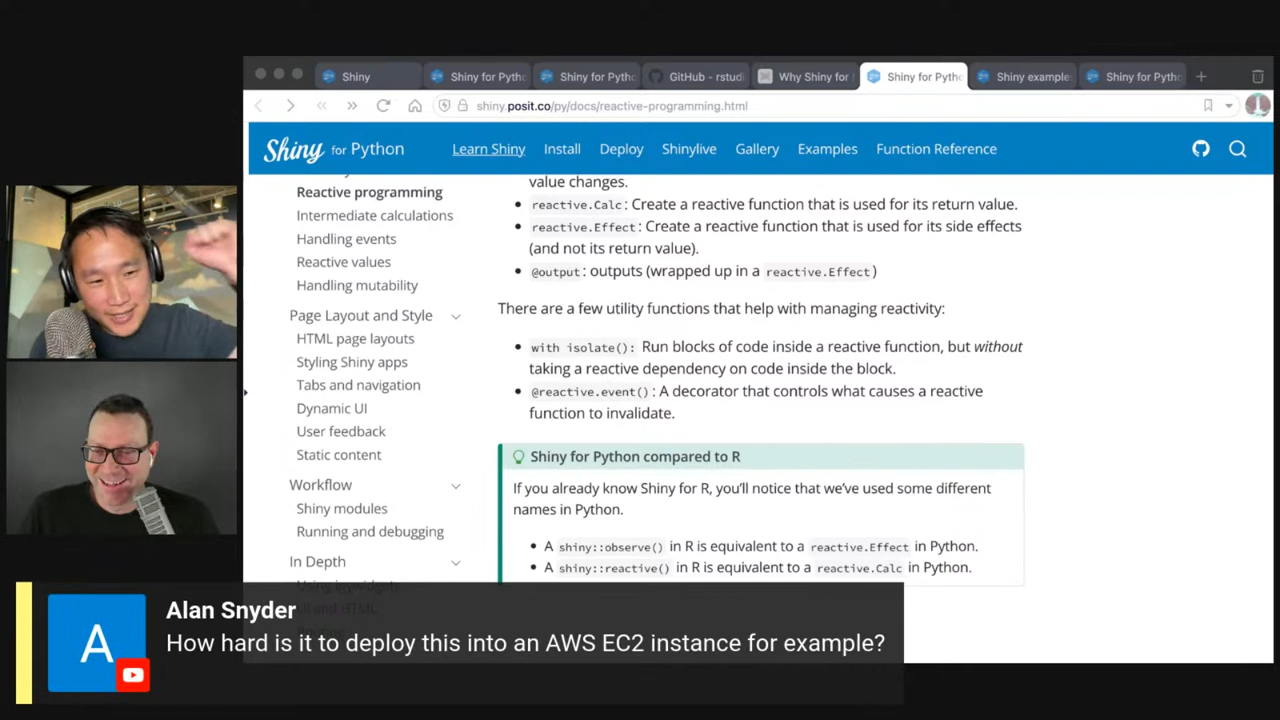 Shiny
Shiny for Pytho
Shiny for Pytho
GitHub - rstudi
Why Shiny for
Shiny for Pytho
Shiny example
Shiny for Pytho
shiny.posit.co/py/docs/reactive-programming.html
Shiny for Python
Learn Shiny
Install
Deploy
Shinylive
Gallery
Examples
Function Reference
Reactive programming
Intermediate calculations
Handling events
Reactive values
Handling mutability
Page Layout and Style
HTML page layouts
Styling Shiny apps
Tabs and navigation
Dynamic UI
User feedback
Static content
Workflow
Shiny modules
Running and debugging
In Depth
Using ipywidgets
UI and HTML
value changes.
reactive.Calc: Create a reactive function that is used for its return value.
reactive.Effect: Create a reactive function that is used for its side effects
(and not its return value).
@output: outputs (wrapped up in a reactive.Effect)
There are a few utility functions that help with managing reactivity:
with isolate(): Run blocks of code inside a reactive function, but without
taking a reactive dependency on code inside the block.
@reactive.event(): A decorator that controls what causes a reactive
function to invalidate.
Shiny for Python compared to R
If you already know Shiny for R, you'll notice that we've used some different
names in Python.
A shiny::observe() in R is equivalent to a reactive.Effect in Python.
A shiny::reactive() in R is equivalent to a reactive.Calc in Python.
A
Alan Snyder
How hard is it to deploy this into an AWS EC2 instance for example?